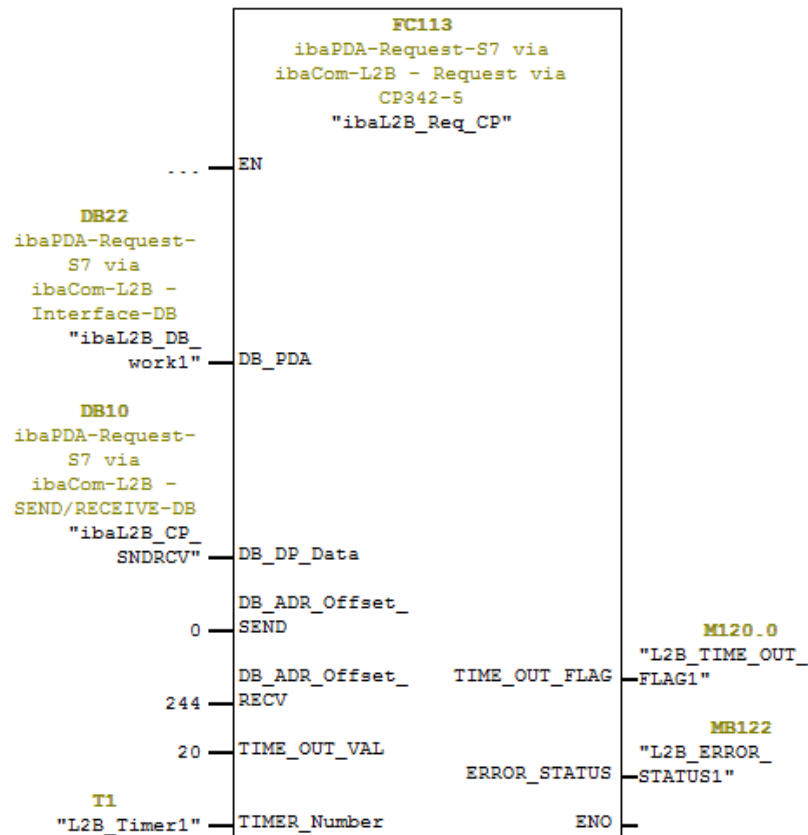 FC113
ibaPDA-Request-S7 via
ibaCom-L2B - Request via
CP342-5
"ibaL2B_Req_CP"
... EN
DB22
ibaPDA-Request-
S7 via
ibaCom-L2B -
Interface-DB
"ibaL2B_DB_
work1" DB_PDA
DB10
ibaPDA-Request-
S7 via
ibaCom-L2B -
SEND/RECEIVE-DB
"ibaL2B_CP_
SNDRCV" DB_DP_Data
DB_ADR_Offset_
0 SEND
M120.0
"L2B_TIME_OUT_
DB_ADR_Offset_ TIME_OUT_FLAG FLAG1"
244 RECV
MB122
20 TIME_OUT_VAL "L2B_ERROR_
ERROR_STATUS STATUS1"
T1
"L2B_Timer1" TIMER_Number ENO